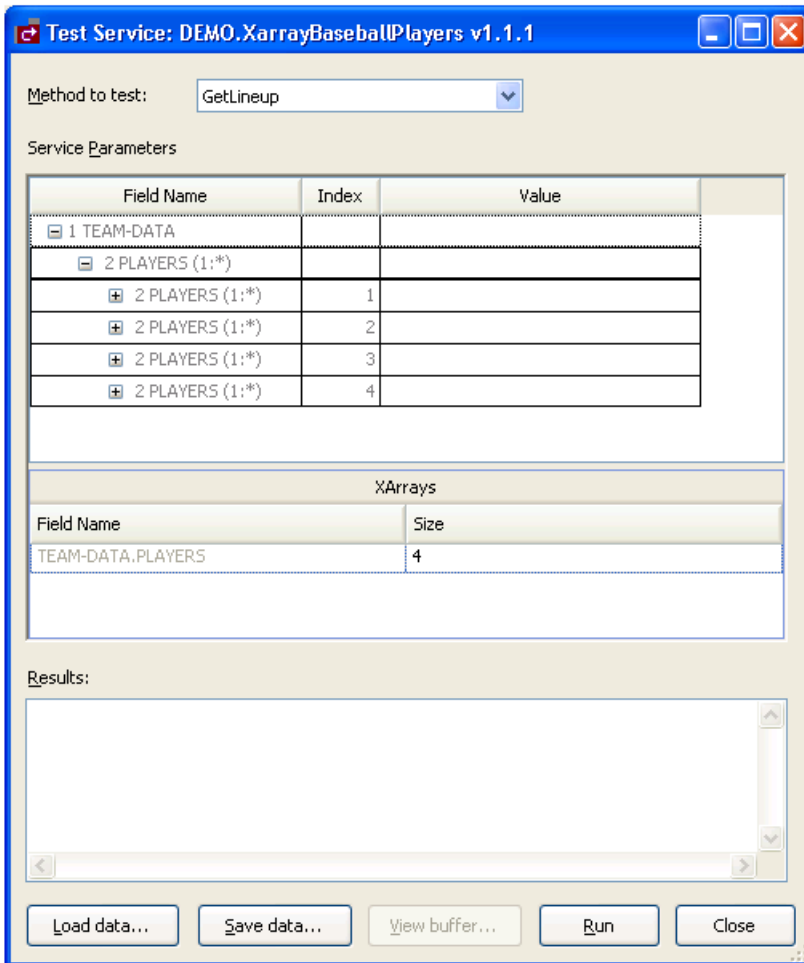 Test Service: DEMO.XarrayBaseballPlayers v1.1.1
Method to test: GetLineup
Service Parameters
Field Name Index Value
1 TEAM-DATA
2 PLAYERS (1:*)
2 PLAYERS (1:*) 1
2 PLAYERS (1:*) 2
2 PLAYERS (1:*) 3
2 PLAYERS (1:*) 4
XArrays
Field Name Size
TEAM-DATA.PLAYERS 4
Results:
Load data... Save data... View buffer... Run Close